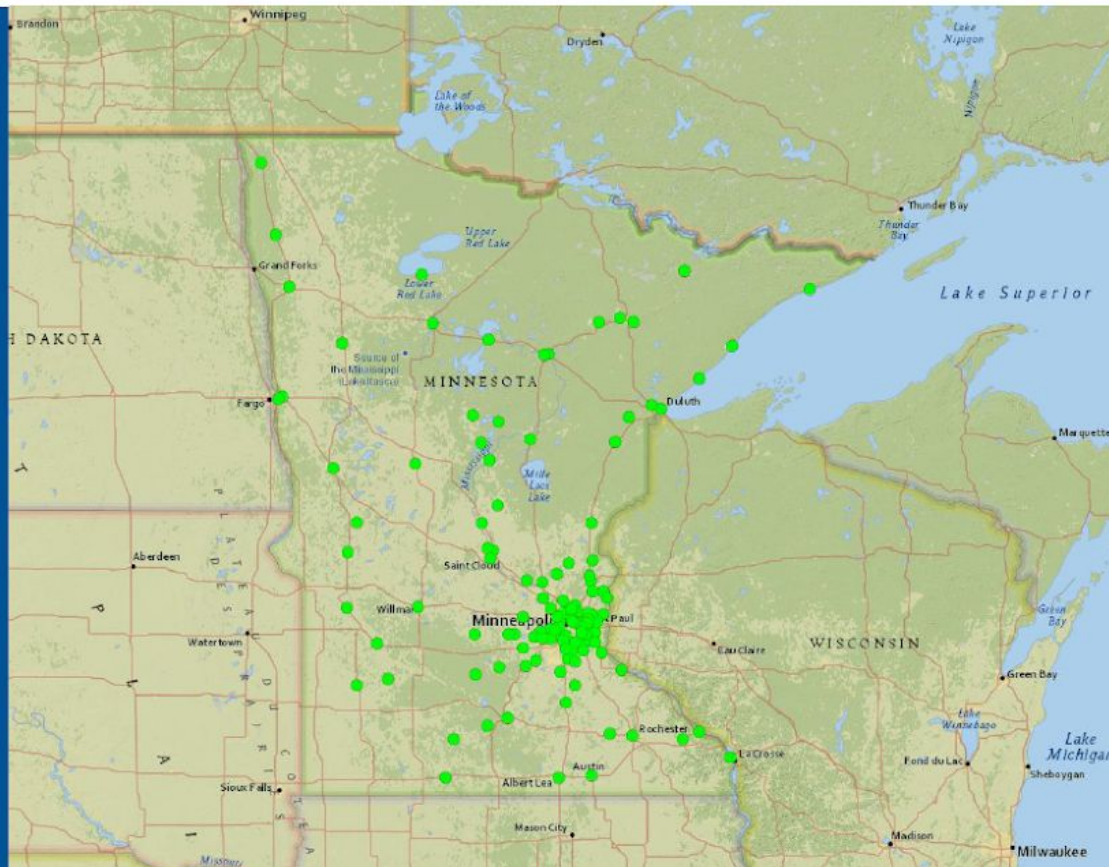 Brandon
Winnipeg
Dryden
Lake
Nipigon
Nipigon
Lake of
the Woods
Thunder Bay
Thunder
Bay
Upper
Red Lake
Grand Forks
Lower
Red Lake
Lake Superior
H DAKOTA
Source of
the Mississippi
(Lake Itasca)
MINNESOTA
Fargo
Duluth
Marquette
Mississippi
Mille
Lacs
Lake
Aberdeen
Saint Cloud
Green
Bay
Willmar
Minneapolis
Paul
Watertown
Eau Claire
WISCONSIN
Green Bay
Lake
Winnebago
Rochester
La Crosse
Lake
Michigan
Fond du Lac
Sheboygan
Austin
Albert Lea
Sioux Falls
Mason City
Madison
Milwaukee